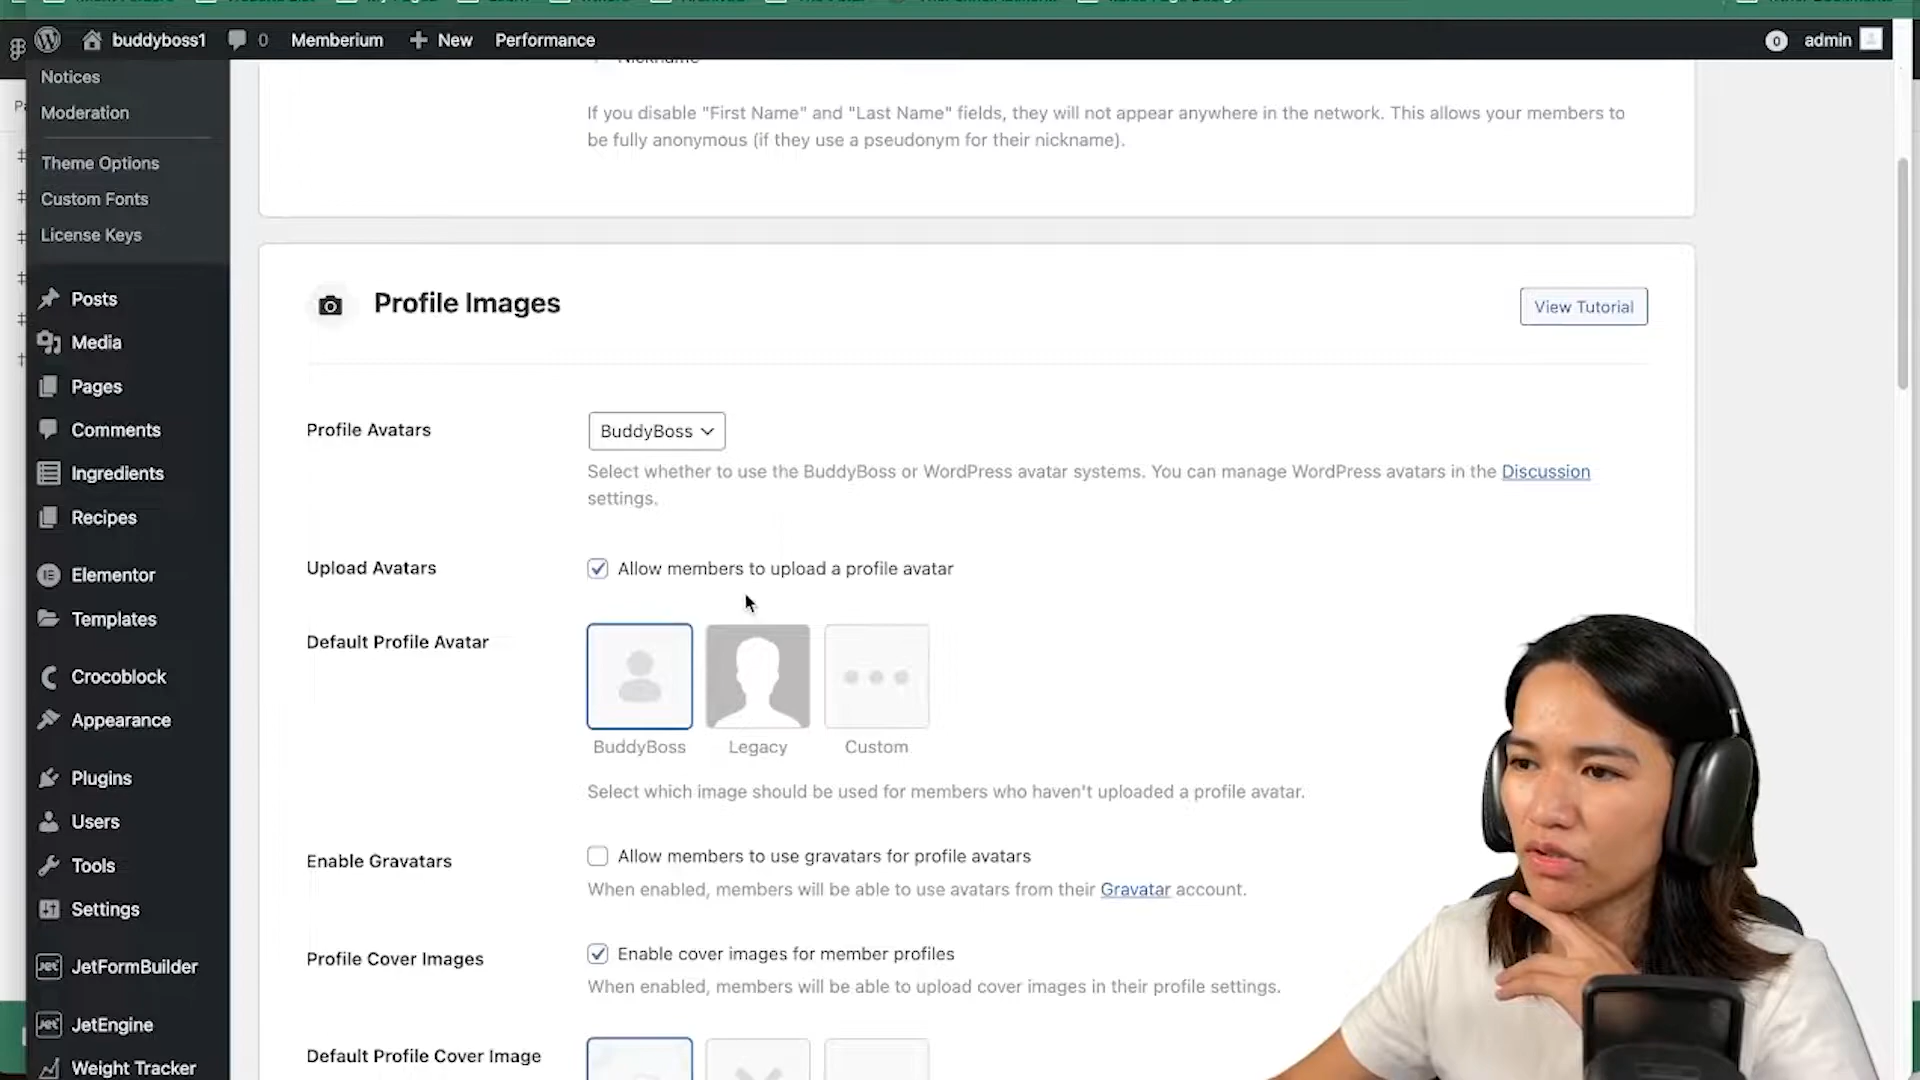 buddyboss1
0
Memberium
New
Performance
0
admin
Notices
Moderation
Theme Options
Custom Fonts
License Keys
Posts
Media
Pages
Comments
Ingredients
Recipes
Elementor
Templates
Crocoblock
Appearance
Plugins
Users
Tools
Settings
JetFormBuilder
JetEngine
Weight Tracker
Nickname
If you disable "First Name" and "Last Name" fields, they will not appear anywhere in the network. This allows your members to
be fully anonymous (if they use a pseudonym for their nickname).
Profile Images
View Tutorial
Profile Avatars
BuddyBoss
Select whether to use the BuddyBoss or WordPress avatar systems. You can manage WordPress avatars in the Discussion
settings.
Upload Avatars
Allow members to upload a profile avatar
Default Profile Avatar
BuddyBoss
Legacy
Custom
Select which image should be used for members who haven't uploaded a profile avatar.
Enable Gravatars
Allow members to use gravatars for profile avatars
When enabled, members will be able to use avatars from their Gravatar account.
Profile Cover Images
Enable cover images for member profiles
When enabled, members will be able to upload cover images in their profile settings.
Default Profile Cover Image